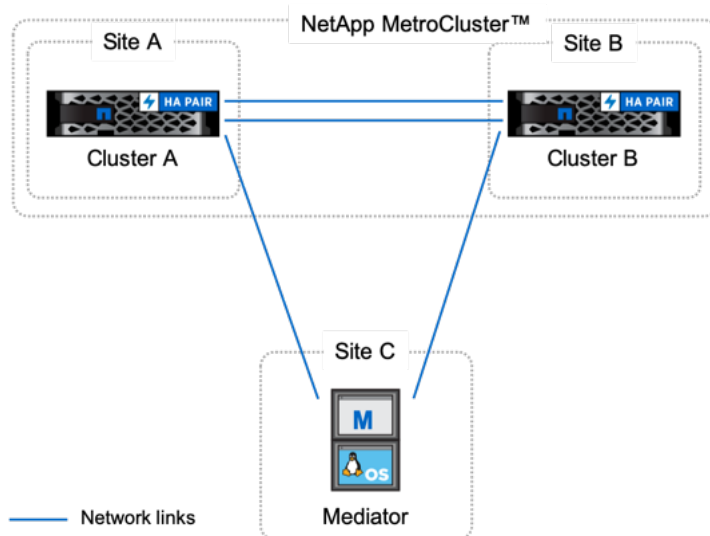 NetApp MetroCluster™
Site A
Site B
HA PAIR
HA PAIR
Cluster A
Cluster B
Site C
M
OS
Network links
Mediator